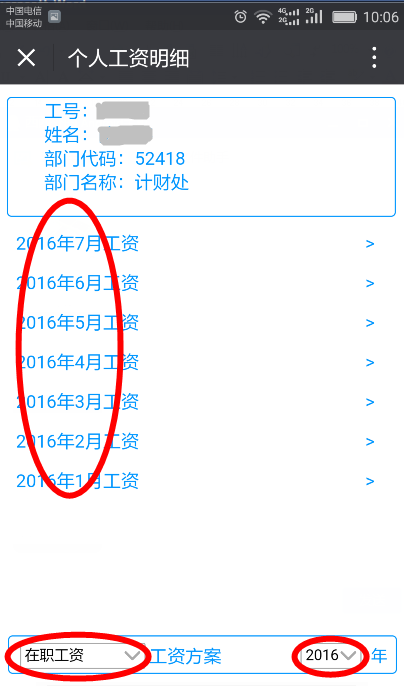 中国电信
中国移动
4G 2G 2G 10:06
个人工资明细
工号：
姓名：
部门代码：52418
部门名称：计财处
2016年7月工资 >
2016年6月工资 >
2016年5月工资 >
2016年4月工资 >
2016年3月工资 >
2016年2月工资 >
2016年1月工资 >
在职工资 工资方案 2016 年